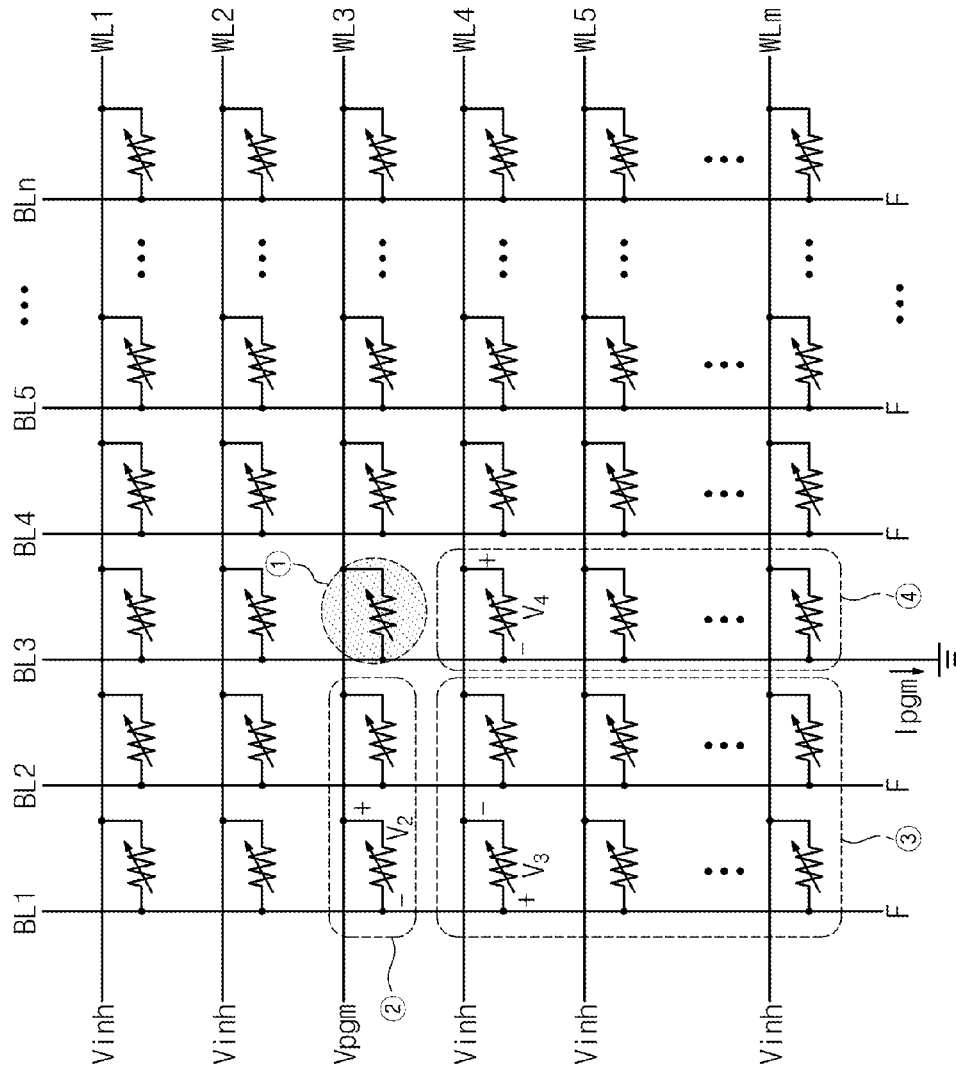 BL1 BL2 BL3 BL4 BL5 ... BLn
Vinh WL1
Vinh WL2
①
Vpgm WL3
+
V₂
-
②
Vinh WL4
- +
V₃ V₄
+ -
Vinh WL5
... ... ... ... ... ...
Vinh WLm
③ ④
F F Ipgm F F ... F